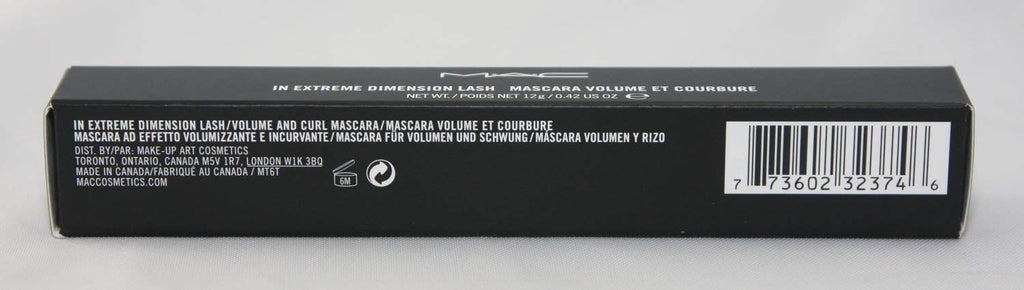 MAC
IN EXTREME DIMENSION LASH MASCARA VOLUME ET COURBURE
NET WT. / POIDS NET 12g / 0.42 US OZ ℮
IN EXTREME DIMENSION LASH/VOLUME AND CURL MASCARA/MASCARA VOLUME ET COURBURE
MASCARA AD EFFETTO VOLUMIZZANTE E INCURVANTE/MASCARA FÜR VOLUMEN UND SCHWUNG/MÁSCARA VOLUMEN Y RIZO
DIST. BY/PAR: MAKE-UP ART COSMETICS
TORONTO, ONTARIO, CANADA M5V 1R7, LONDON W1K 3BQ
MADE IN CANADA/FABRIQUÉ AU CANADA / MT6T
MACCOSMETICS.COM
6M
7 73602 32374 6